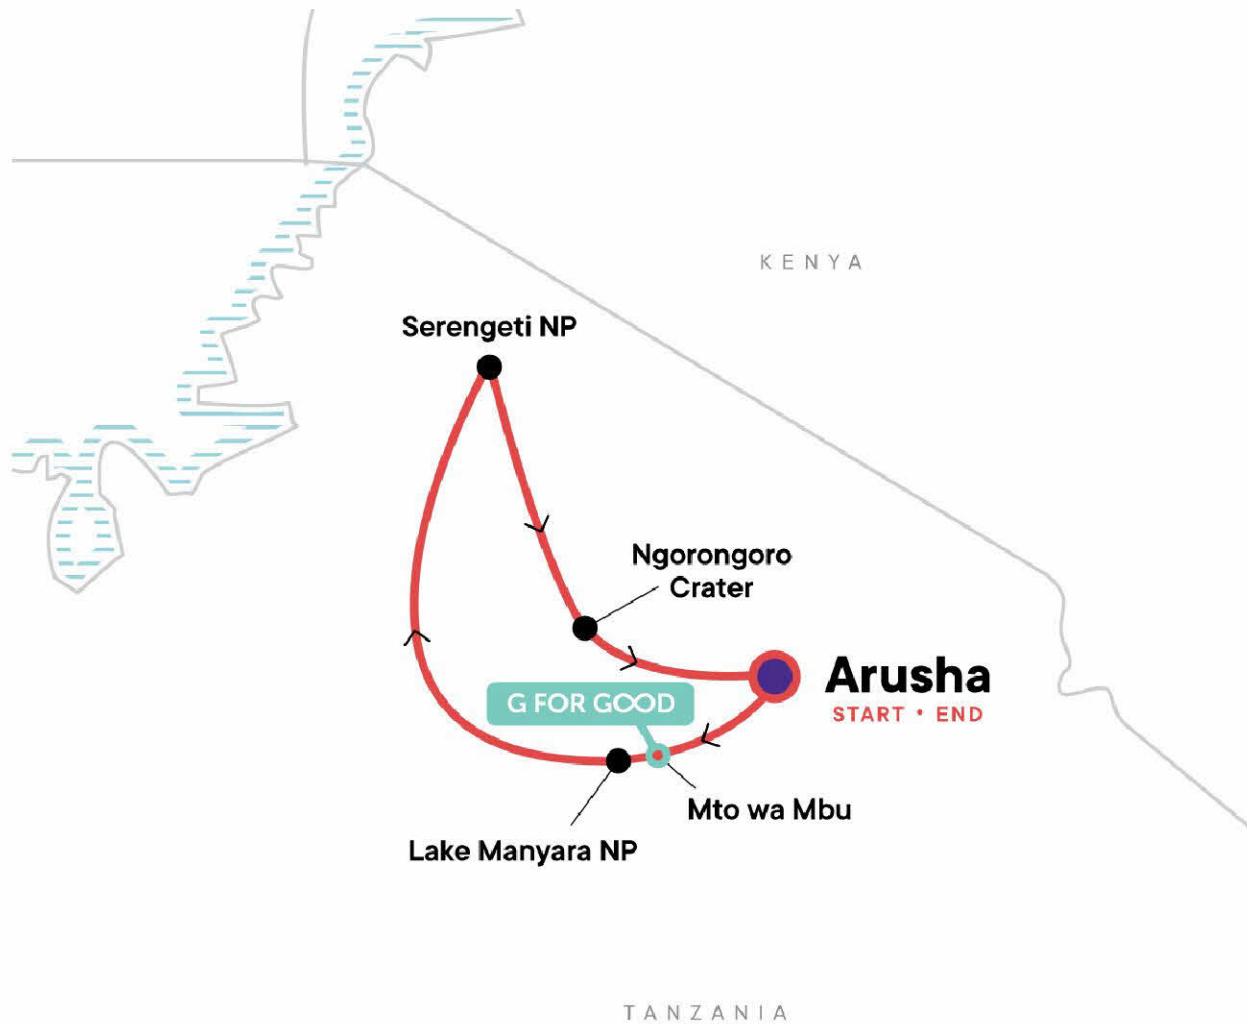 KENYA
Serengeti NP
Ngorongoro
Crater
Arusha
START • END
G FOR GOOD
Mto wa Mbu
Lake Manyara NP
TANZANIA